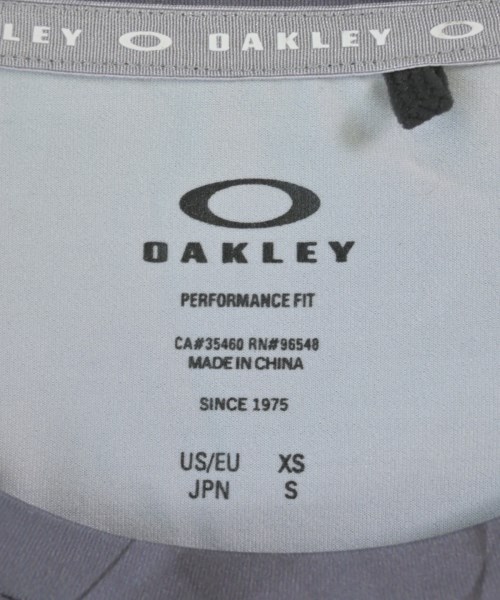 LEY OAKLEY
OAKLEY
PERFORMANCE FIT
CA#35460 RN#96548
MADE IN CHINA
SINCE 1975
US/EU XS
JPN S